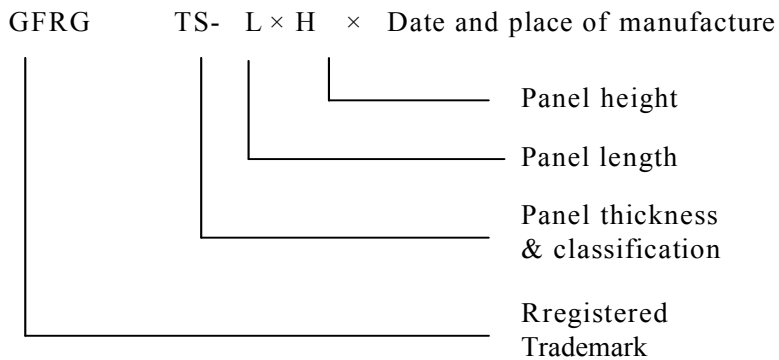 GFRG TS- L × H × Date and place of manufacture
Panel height
Panel length
Panel thickness
& classification
Rregistered
Trademark